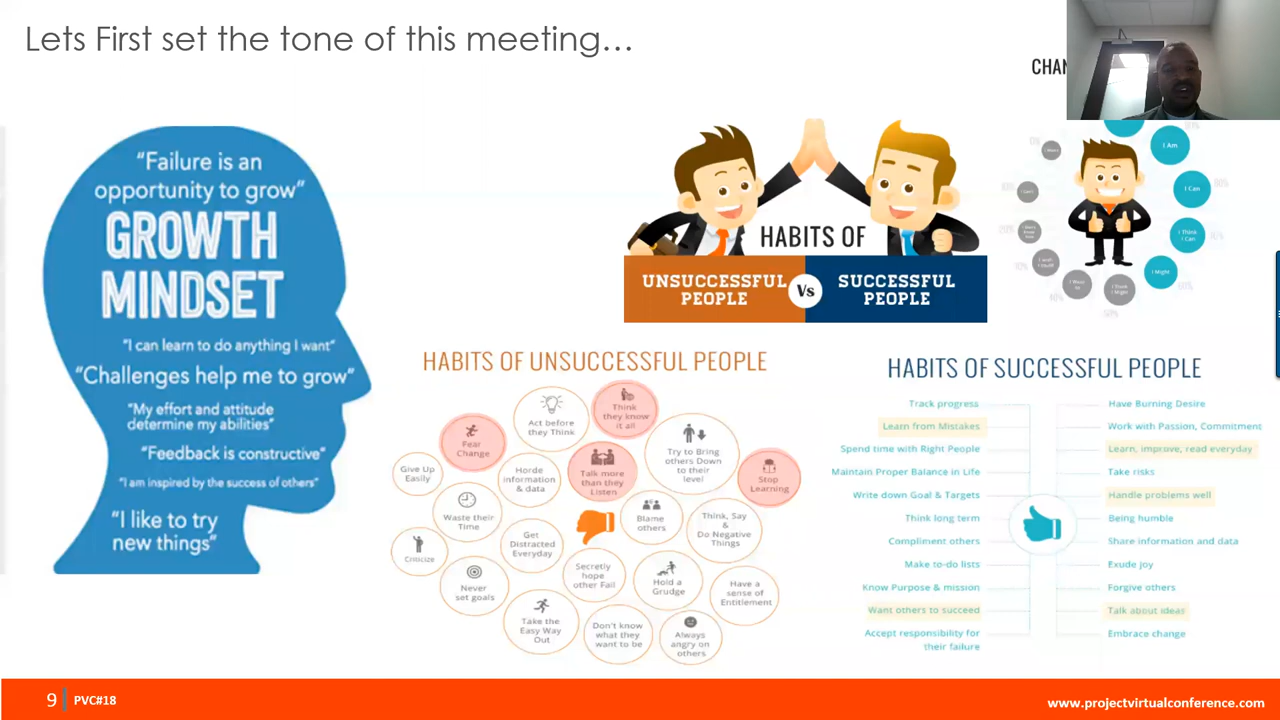 Lets First set the tone of this meeting…
“Failure is an
opportunity to grow”
GROWTH
MINDSET
“I can learn to do anything I want”
“Challenges help me to grow”
“My effort and attitude
determine my abilities”
“Feedback is constructive”
“I am inspired by the success of others”
“I like to try
new things”
HABITS OF
UNSUCCESSFUL
PEOPLE
Vs
SUCCESSFUL
PEOPLE
I Am
I Can
I Think
I Can
I Might
I Think
I Might
HABITS OF UNSUCCESSFUL PEOPLE
Fear
Change
Act before
they Think
Think
they know
it all
Give Up
Easily
Horde
information
& data
Talk more
than they
Listen
Try to Bring
others Down
to their
level
Stop
Learning
Waste their
Time
Blame
others
Think, Say
&
Do Negative
Things
Criticize
Get
Distracted
Everyday
Never
set goals
Secretly
hope
other Fail
Hold a
Grudge
Have a
sense of
Entitlement
Take the
Easy Way
Out
Don't know
what they
want to be
Always
angry on
others
HABITS OF SUCCESSFUL PEOPLE
Track progress
Learn from Mistakes
Spend time with Right People
Maintain Proper Balance in Life
Write down Goal & Targets
Think long term
Compliment others
Make to-do lists
Know Purpose & mission
Want others to succeed
Accept responsibility for
their failure
Have Burning Desire
Work with Passion, Commitment
Learn, improve, read everyday
Take risks
Handle problems well
Being humble
Share information and data
Exude joy
Forgive others
Talk about ideas
Embrace change
9
PVC#18
www.projectvirtualconference.com